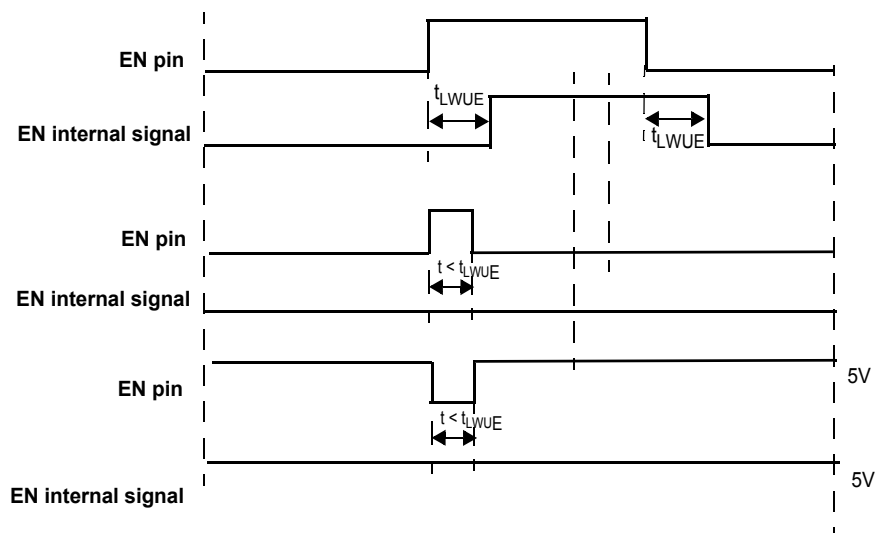 EN pin
tLWUE
EN internal signal
tLWUE
EN pin
t < tLWUE
EN internal signal
EN pin
5V
t < tLWUE
5V
EN internal signal